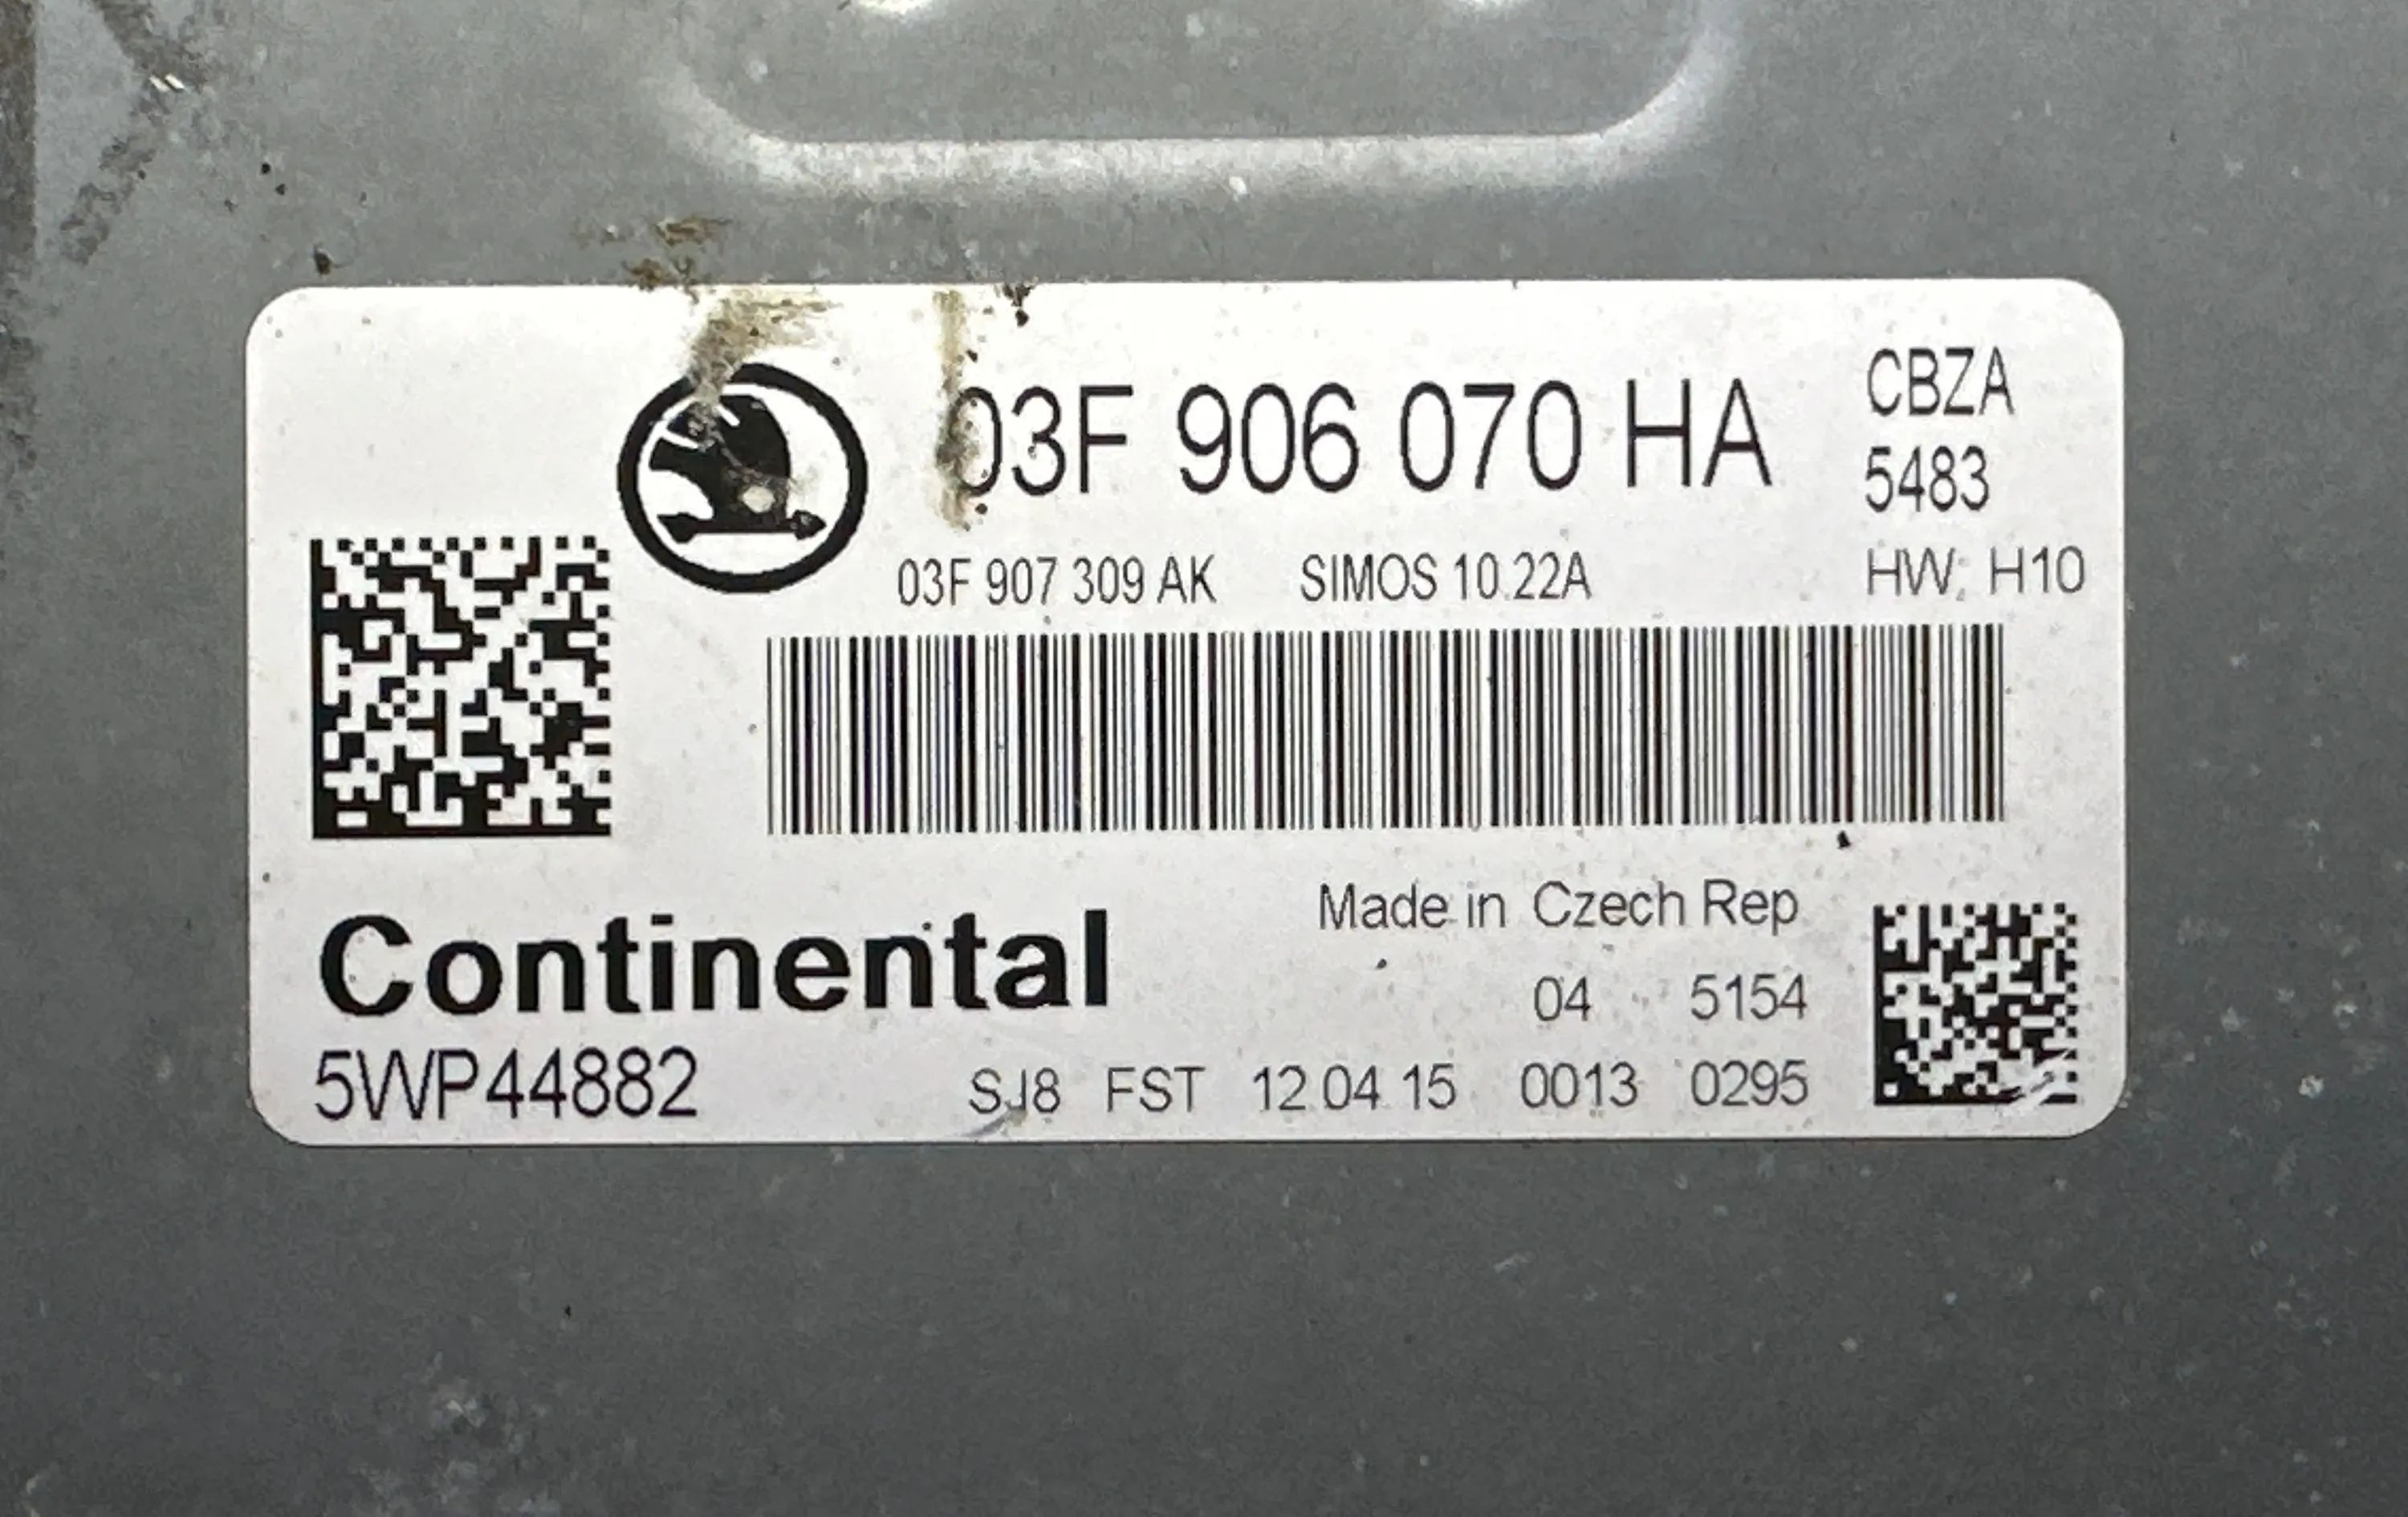 03F 906 070 HA
CBZA
5483
03F 907 309 AK SIMOS 10.22A HW: H10
Made in Czech Rep
Continental
04 5154
5WP44882 SJ8 FST 12 04 15 0013 0295